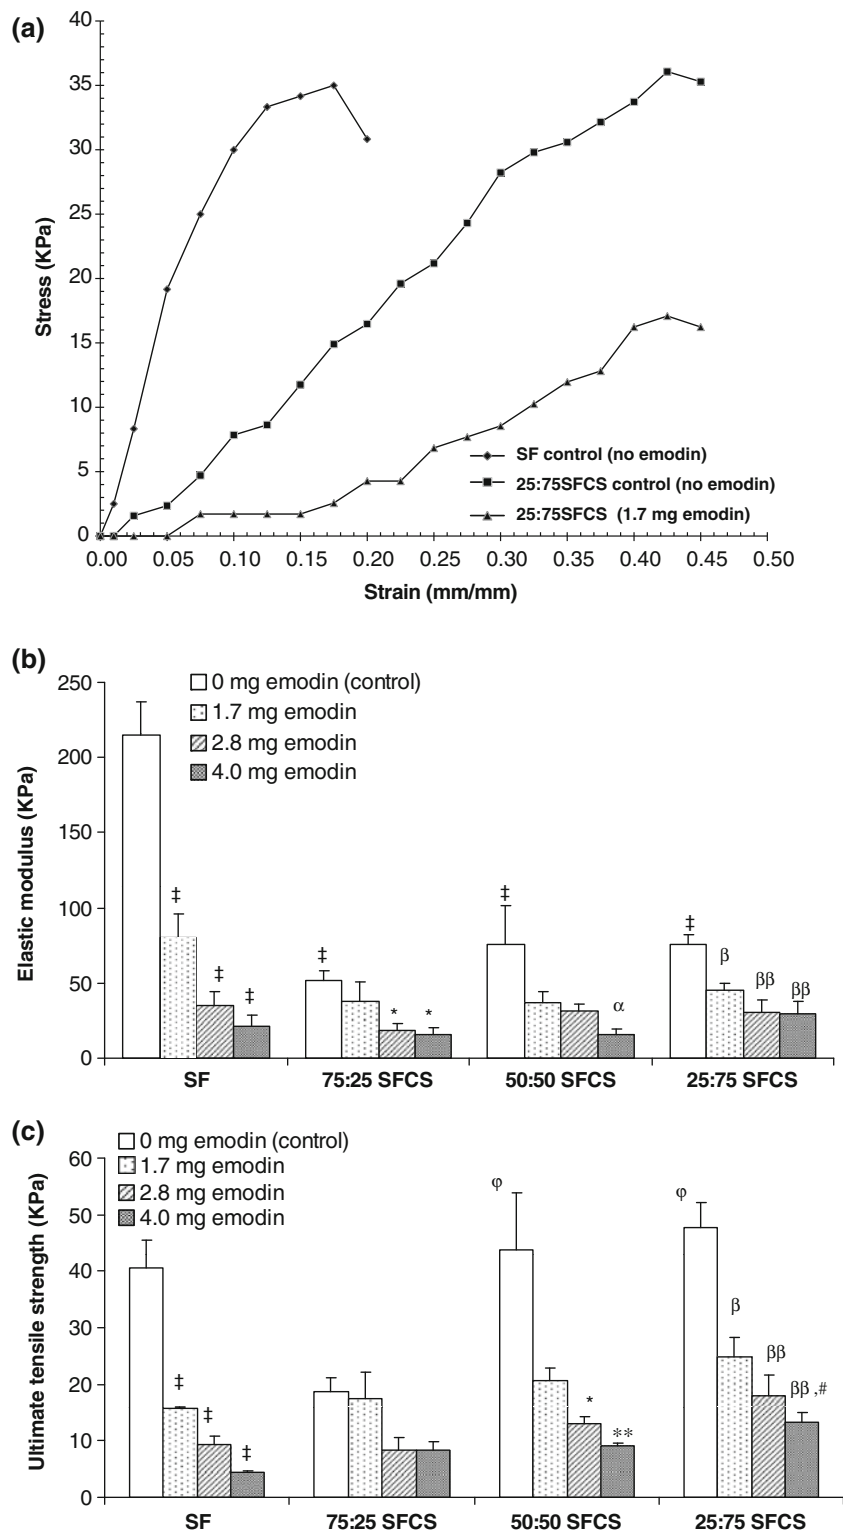 (a)
40
35
30
25
20
15
10
5
0
Stress (KPa)
SF control (no emodin)
25:75SFCS control (no emodin)
25:75SFCS (1.7 mg emodin)
0.00 0.05 0.10 0.15 0.20 0.25 0.30 0.35 0.40 0.45 0.50
Strain (mm/mm)
(b)
250
200
150
100
50
0
Elastic modulus (KPa)
0 mg emodin (control)
1.7 mg emodin
2.8 mg emodin
4.0 mg emodin
‡ ‡ ‡
‡ * *
‡ α
‡ β ββ ββ
SF 75:25 SFCS 50:50 SFCS 25:75 SFCS
(c)
60
50
40
30
20
10
0
Ultimate tensile strength (KPa)
0 mg emodin (control)
1.7 mg emodin
2.8 mg emodin
4.0 mg emodin
‡ ‡ ‡
φ * **
φ β ββ ββ ,#
SF 75:25 SFCS 50:50 SFCS 25:75 SFCS